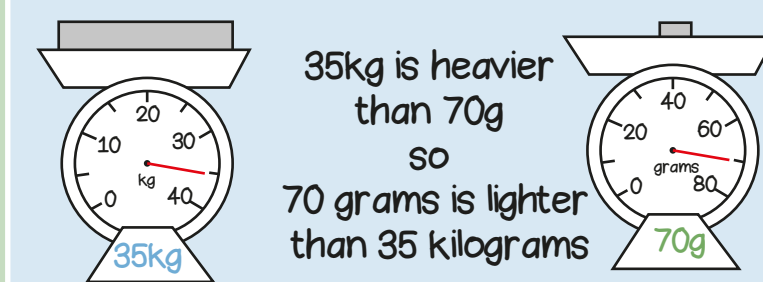 20
10
30
kg
0
40
35kg
35kg is heavier
than 70g
so
70 grams is lighter
than 35 kilograms
40
20
60
grams
0
80
70g